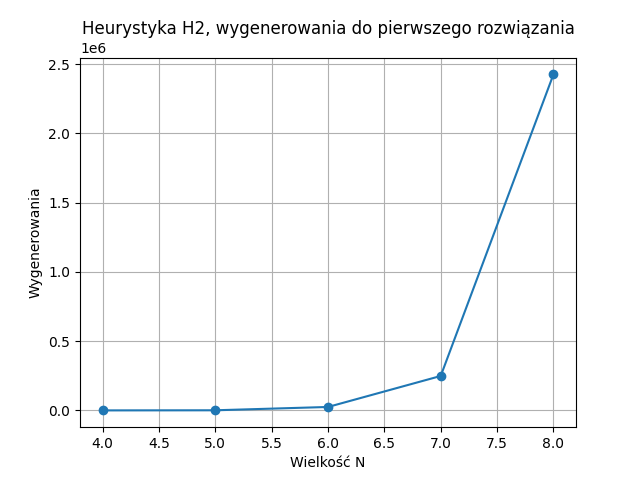 Heurystyka H2, wygenerowania do pierwszego rozwiązania
1e6
2.5
2.0
1.5
1.0
0.5
0.0
Wygenerowania
4.0 4.5 5.0 5.5 6.0 6.5 7.0 7.5 8.0
Wielkość N